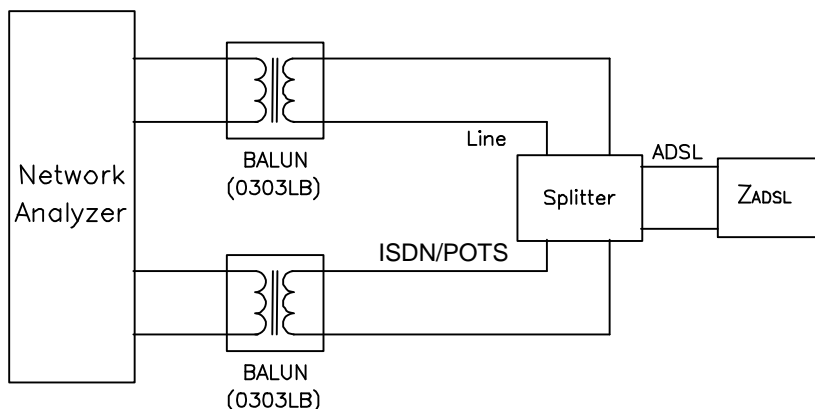 BALUN
(0303LB)
Line
ADSL
Network
Analyzer
Splitter
ZADSL
ISDN/POTS
BALUN
(0303LB)